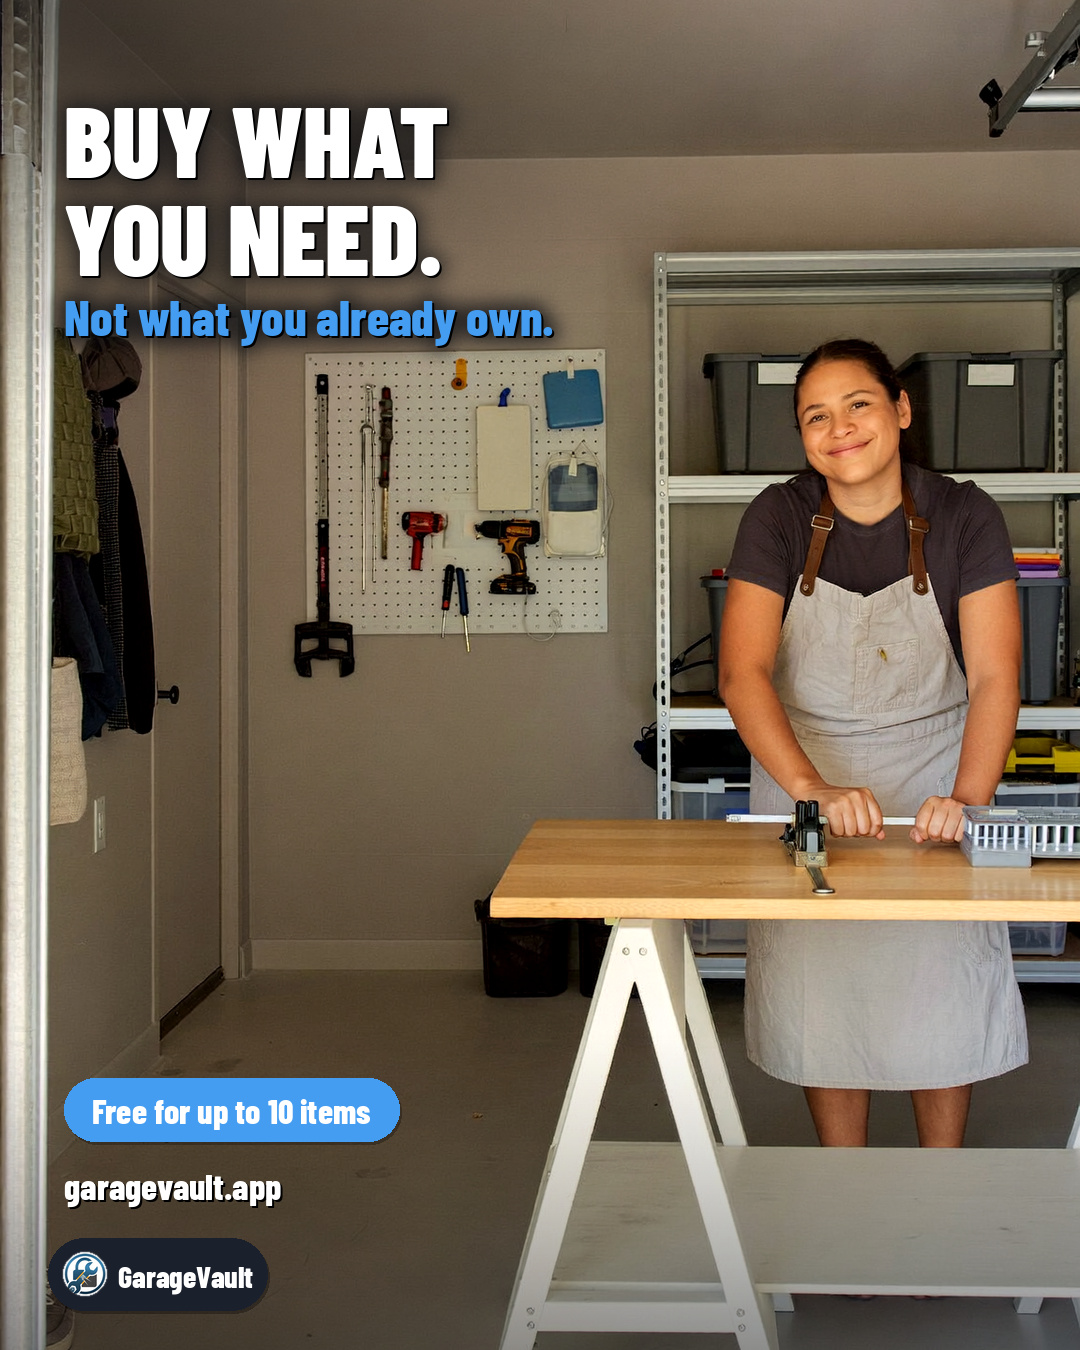 BUY WHAT
YOU NEED.
Not what you already own.
Free for up to 10 items
garagevault.app
GarageVault